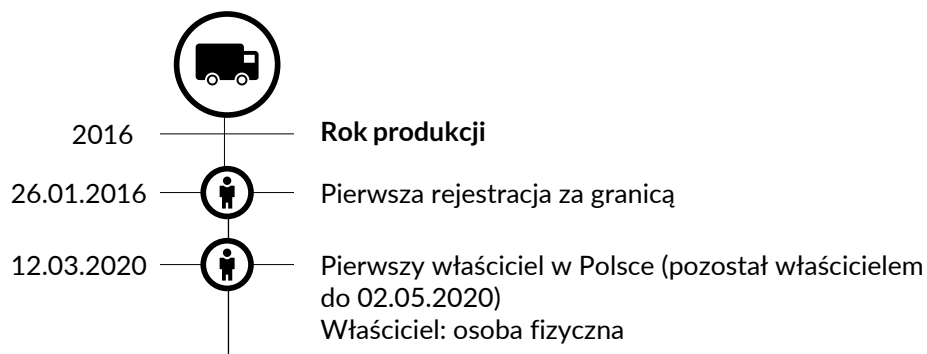 2016 Rok produkcji
26.01.2016 Pierwsza rejestracja za granicą
12.03.2020 Pierwszy właściciel w Polsce (pozostał właścicielem
do 02.05.2020)
Właściciel: osoba fizyczna